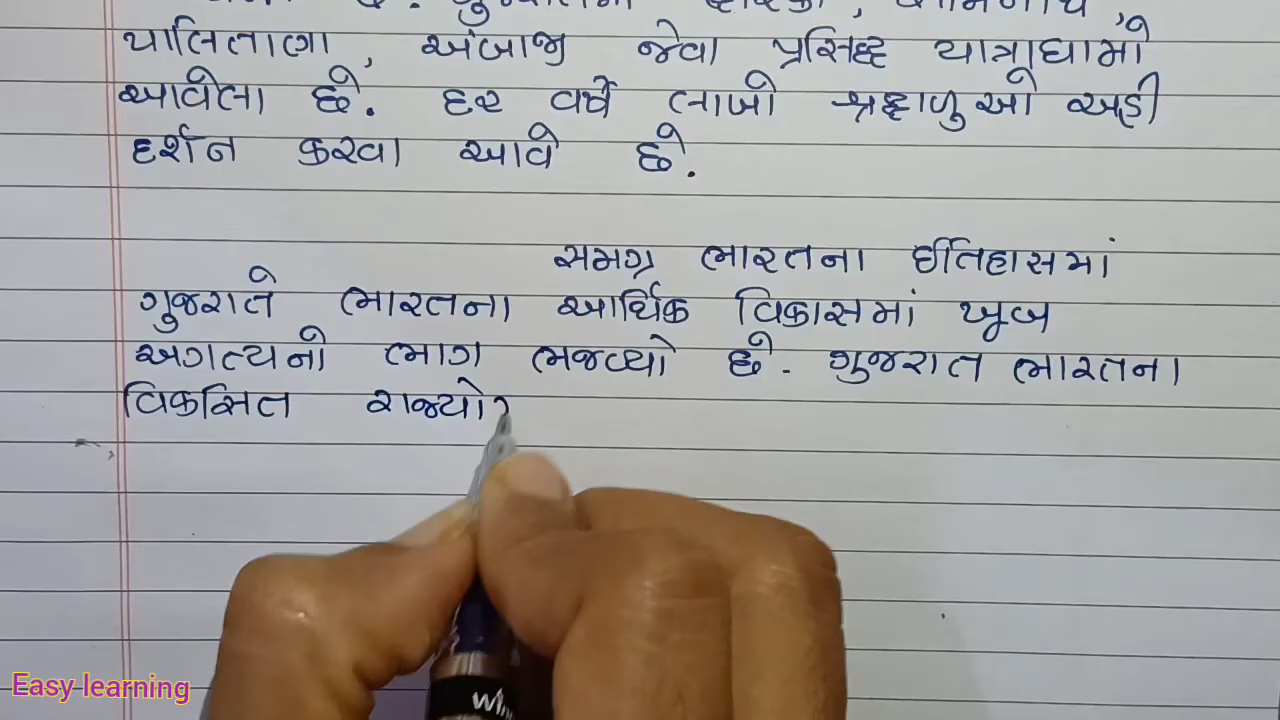 પાલિતાણા, અંબાજી જેવા પ્રસિદ્ધ યાત્રાધામો
આવેલા છે. દર વર્ષે લાખો શ્રદ્ધાળુઓ અહી
દર્શન કરવા આવે છે.
સમગ્ર ભારતના ઈતિહાસમાં
ગુજરાતે ભારતના આર્થિક વિકાસમાં ખૂબ
અગત્યનો ભાગ ભજવ્યો છે. ગુજરાત ભારતના
વિકસિત રાજ્યો
Easy learning